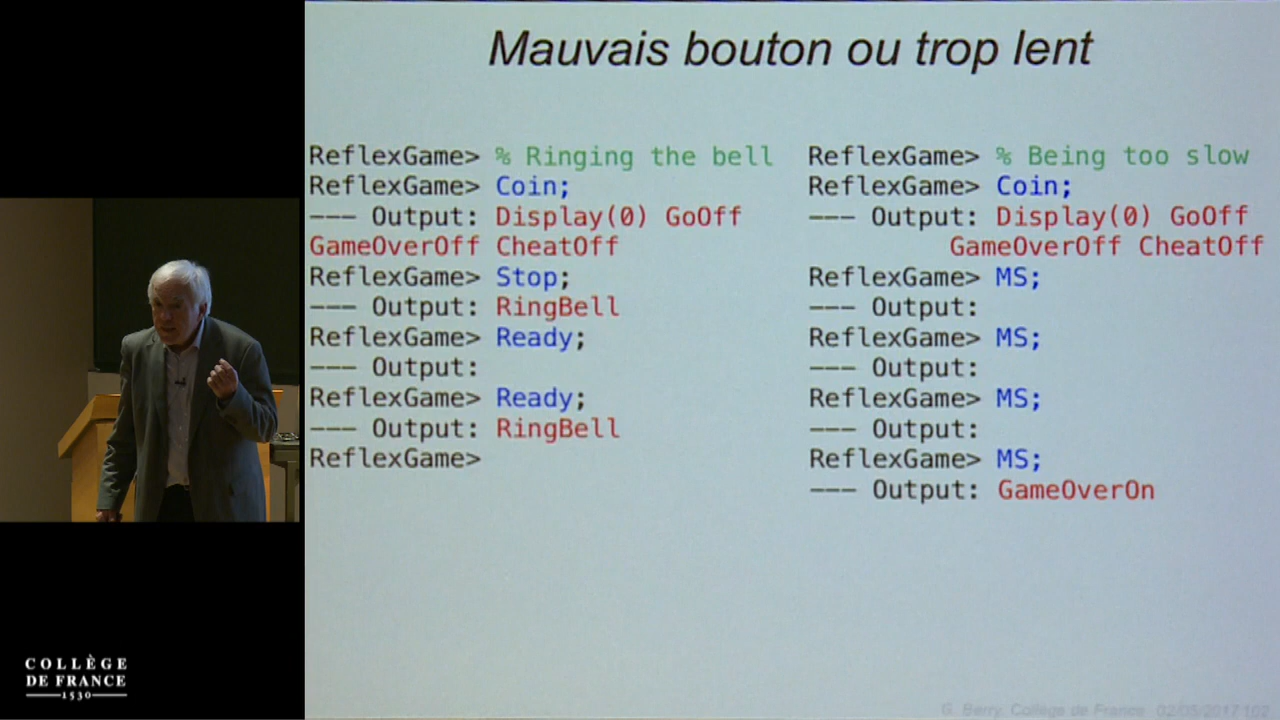 Mauvais bouton ou trop lent
ReflexGame> % Ringing the bell
ReflexGame> Coin;
--- Output: Display(0) GoOff
GameOverOff CheatOff
ReflexGame> Stop;
--- Output: RingBell
ReflexGame> Ready;
--- Output:
ReflexGame> Ready;
--- Output: RingBell
ReflexGame>
ReflexGame> % Being too slow
ReflexGame> Coin;
--- Output: Display(0) GoOff
GameOverOff CheatOff
ReflexGame> MS;
--- Output:
ReflexGame> MS;
--- Output:
ReflexGame> MS;
--- Output:
ReflexGame> MS;
--- Output: GameOverOn
COLLÈGE
DE FRANCE
1530
G. Berry, Collège de France